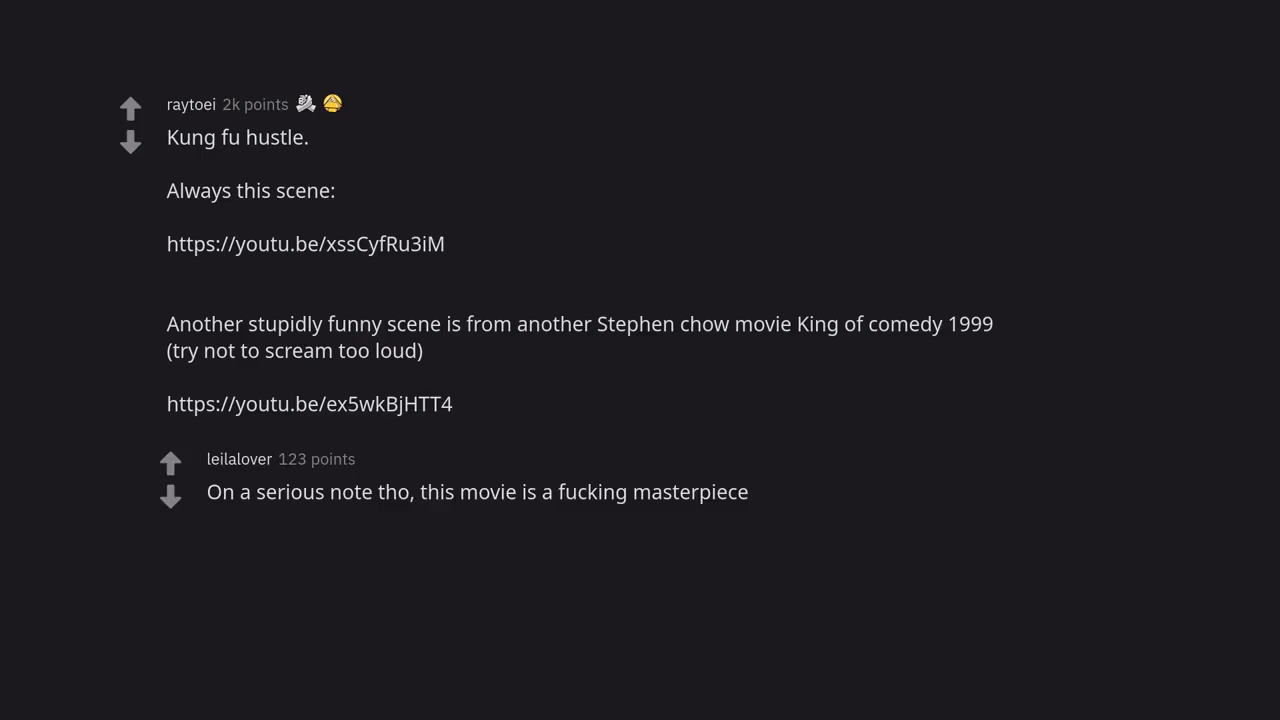 raytoei 2k points
Kung fu hustle.
Always this scene:
https://youtu.be/xssCyfRu3iM
Another stupidly funny scene is from another Stephen chow movie King of comedy 1999
(try not to scream too loud)
https://youtu.be/ex5wkBjHTT4
leilalover 123 points
On a serious note tho, this movie is a fucking masterpiece